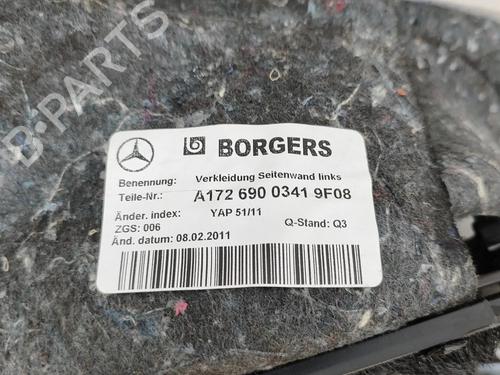 B-PARTS
BORGERS
Benennung: Verkleidung Seitenwand links
Teile-Nr.: A172 690 0341 9F08
Änder. index: YAP 51/11
ZGS: 006 Q-Stand: Q3
Änd. datum: 08.02.2011